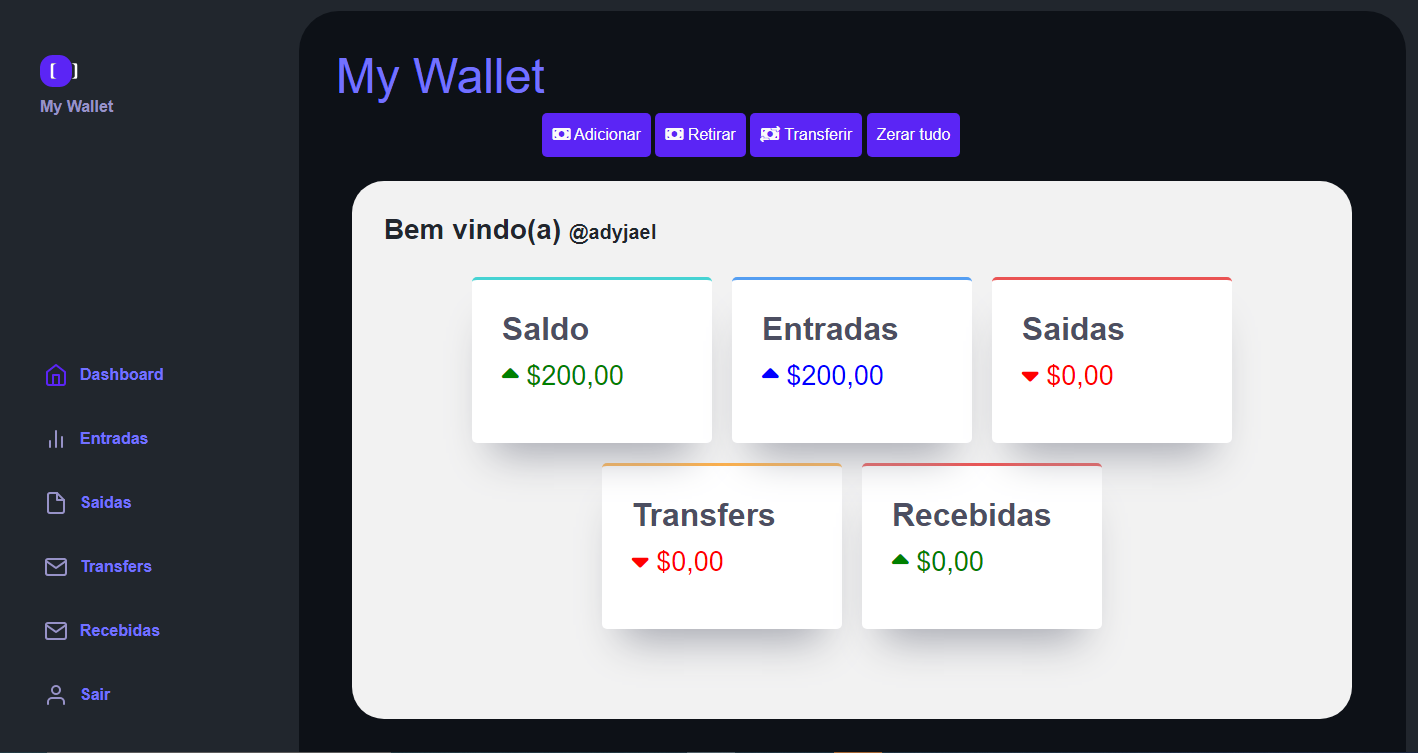 [ ]
My Wallet
Dashboard
Entradas
Saidas
Transfers
Recebidas
Sair
My Wallet
Adicionar Retirar Transferir Zerar tudo
Bem vindo(a) @adyjael
Saldo
$200,00
Entradas
$200,00
Saidas
$0,00
Transfers
$0,00
Recebidas
$0,00